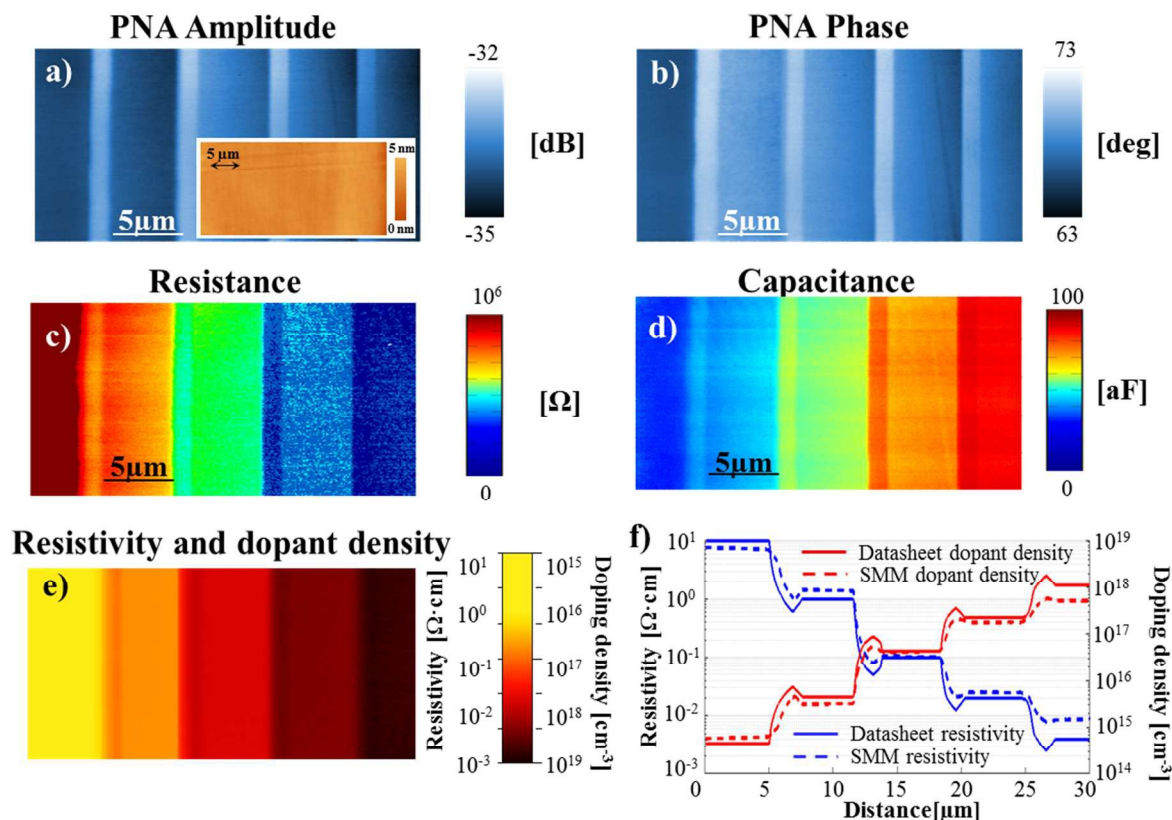 PNA Amplitude
a)
5 μm
5 nm
0 nm
5μm
-32
[dB]
-35
PNA Phase
b)
5μm
73
[deg]
63
Resistance
c)
5μm
10⁶
[Ω]
0
Capacitance
d)
5μm
100
[aF]
0
Resistivity and dopant density
e)
Resistivity [Ω·cm]
10¹
10⁰
10⁻¹
10⁻²
10⁻³
10¹⁵
10¹⁶
10¹⁷
10¹⁸
10¹⁹
Doping density [cm⁻³]
f)
Resistivity [Ω·cm]
10¹
10⁰
10⁻¹
10⁻²
10⁻³
Datasheet dopant density
SMM dopant density
Datasheet resistivity
SMM resistivity
10¹⁹
10¹⁸
10¹⁷
10¹⁶
10¹⁵
10¹⁴
Doping density [cm⁻³]
0 5 10 15 20 25 30
Distance[μm]